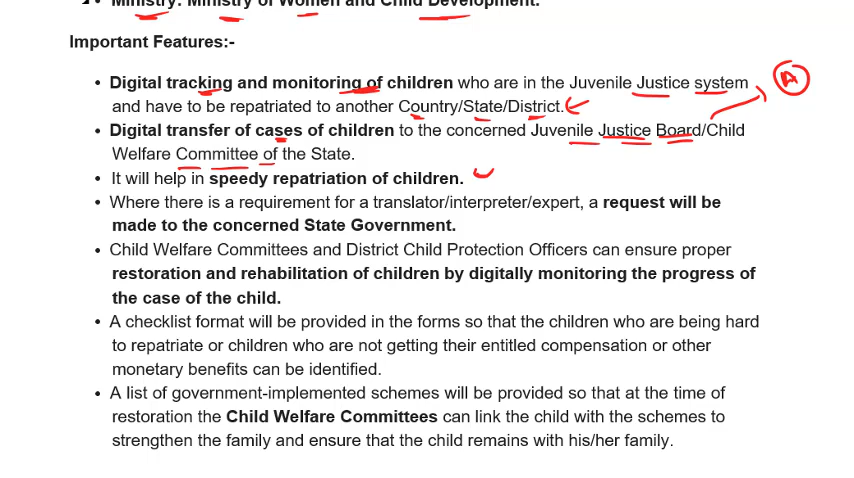 • Ministry: Ministry of Women and Child Development.
Important Features:-
• Digital tracking and monitoring of children who are in the Juvenile Justice system
and have to be repatriated to another Country/State/District.
A
• Digital transfer of cases of children to the concerned Juvenile Justice Board/Child
Welfare Committee of the State.
• It will help in speedy repatriation of children.
• Where there is a requirement for a translator/interpreter/expert, a request will be
made to the concerned State Government.
• Child Welfare Committees and District Child Protection Officers can ensure proper
restoration and rehabilitation of children by digitally monitoring the progress of
the case of the child.
• A checklist format will be provided in the forms so that the children who are being hard
to repatriate or children who are not getting their entitled compensation or other
monetary benefits can be identified.
• A list of government-implemented schemes will be provided so that at the time of
restoration the Child Welfare Committees can link the child with the schemes to
strengthen the family and ensure that the child remains with his/her family.